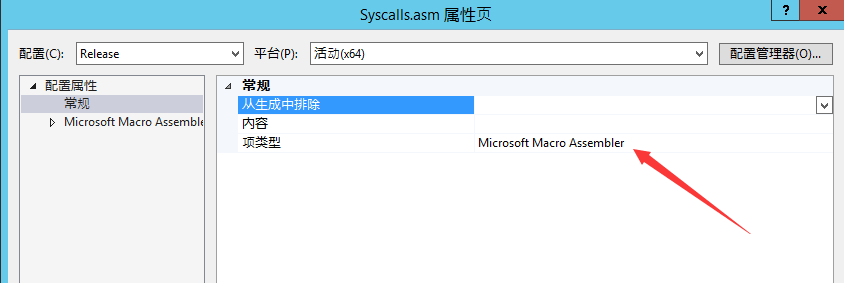 Syscalls.asm 属性页
?
x
配置(C):
Release
平台(P):
活动(x64)
配置管理器(O)...
配置属性
常规
Microsoft Macro Assemble
常规
从生成中排除
内容
项类型
Microsoft Macro Assembler